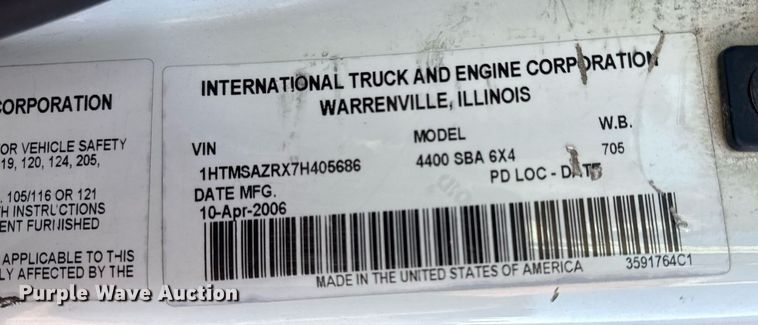 CORPORATION
OR VEHICLE SAFETY
19, 120, 124, 205,
105/116 OR 121
H INSTRUCTIONS
ENT FURNISHED
APPLICABLE TO THIS
LY AFFECTED BY THE
INTERNATIONAL TRUCK AND ENGINE CORPORATION
WARRENVILLE, ILLINOIS
VIN MODEL W.B.
1HTMSAZRX7H405686 4400 SBA 6X4 705
DATE MFG. PD LOC - DATE
10-Apr-2006
MADE IN THE UNITED STATES OF AMERICA 3591764C1
Purple Wave Auction